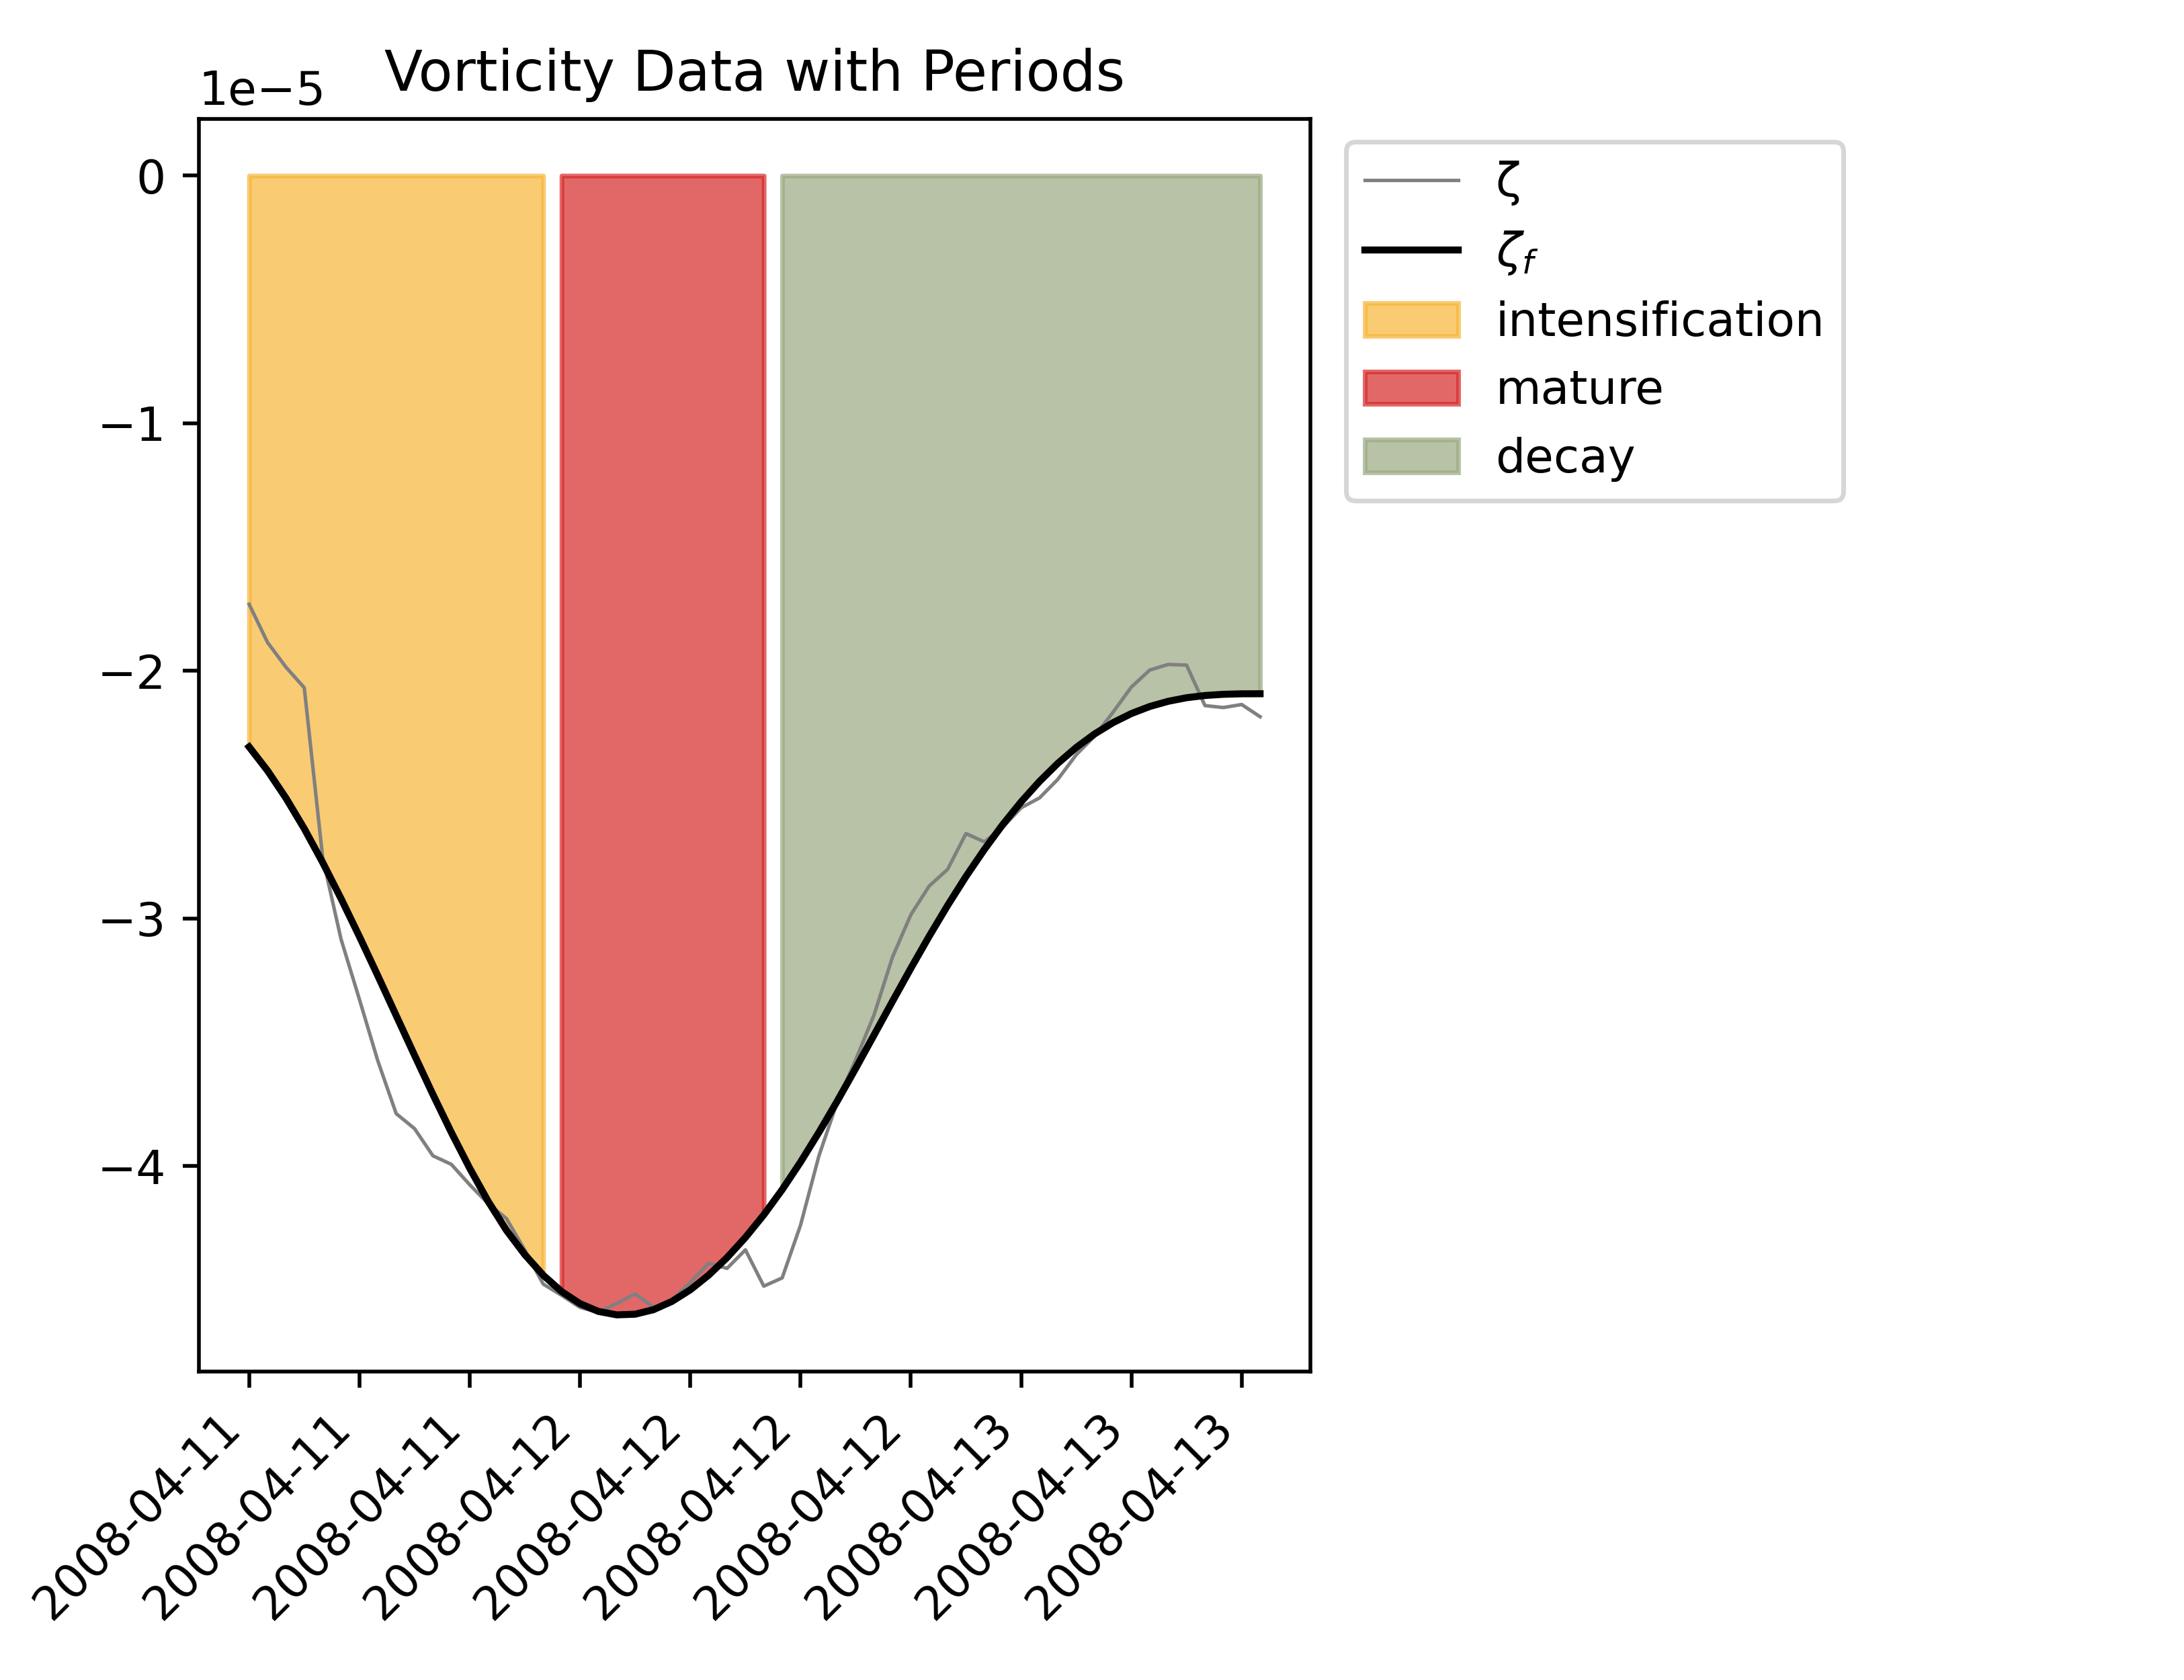 Vorticity Data with Periods
1e−5
0
−1
−2
−3
−4
2008-04-11
2008-04-11
2008-04-11
2008-04-12
2008-04-12
2008-04-12
2008-04-12
2008-04-13
2008-04-13
2008-04-13
ζ
ζf
intensification
mature
decay